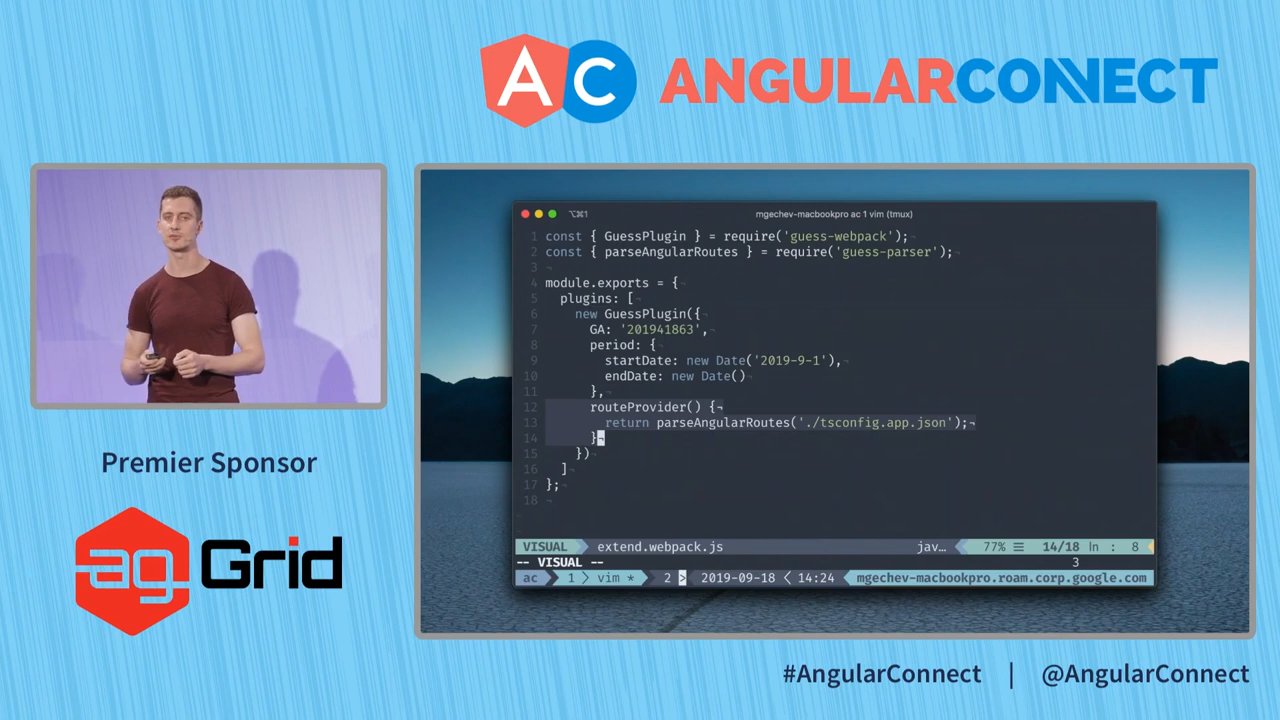 AC ANGULARCONNECT
⌥⌘1 mgechev-macbookpro ac 1 vim (tmux)
1 const { GuessPlugin } = require('guess-webpack');¬
2 const { parseAngularRoutes } = require('guess-parser');¬
3 ¬
4 module.exports = {¬
5   plugins: [¬
6     new GuessPlugin({¬
7       GA: '201941863',¬
8       period: {¬
9         startDate: new Date('2019-9-1'),¬
10         endDate: new Date()¬
11       },¬
12       routeProvider() {¬
13         return parseAngularRoutes('./tsconfig.app.json');¬
14       }¬
15     })¬
16   ]¬
17 };¬
18 ¬
VISUAL extend.webpack.js jav… 77% ☰ 14/18 ln : 8
-- VISUAL -- 3
ac 1 > vim * 2 > 2019-09-18 < 14:24 mgechev-macbookpro.roam.corp.google.com
Premier Sponsor
ag Grid
#AngularConnect | @AngularConnect